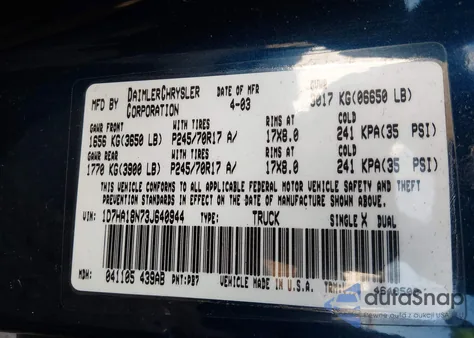 MFD BY DAIMLERCHRYSLER CORPORATION DATE OF MFR 4-03 GVWR 3017 KG(06650 LB)
GAWR FRONT WITH TIRES RIMS AT COLD
1656 KG(3650 LB) P245/70R17 A/ 17X8.0 241 KPA(35 PSI)
GAWR REAR WITH TIRES RIMS AT COLD
1770 KG(3900 LB) P245/70R17 A/ 17X8.0 241 KPA(35 PSI)
THIS VEHICLE CONFORMS TO ALL APPLICABLE FEDERAL MOTOR VEHICLE SAFETY AND
THEFT PREVENTION STANDARDS IN EFFECT ON THE DATE OF MANUFACTURE SHOWN ABOVE.
VIN: 1D7HA18N73J640944 TYPE: TRUCK SINGLE X DUAL
MDH: 041105 439AB PNT: PB7 VEHICLE MADE IN U.S.A.
autoSnap